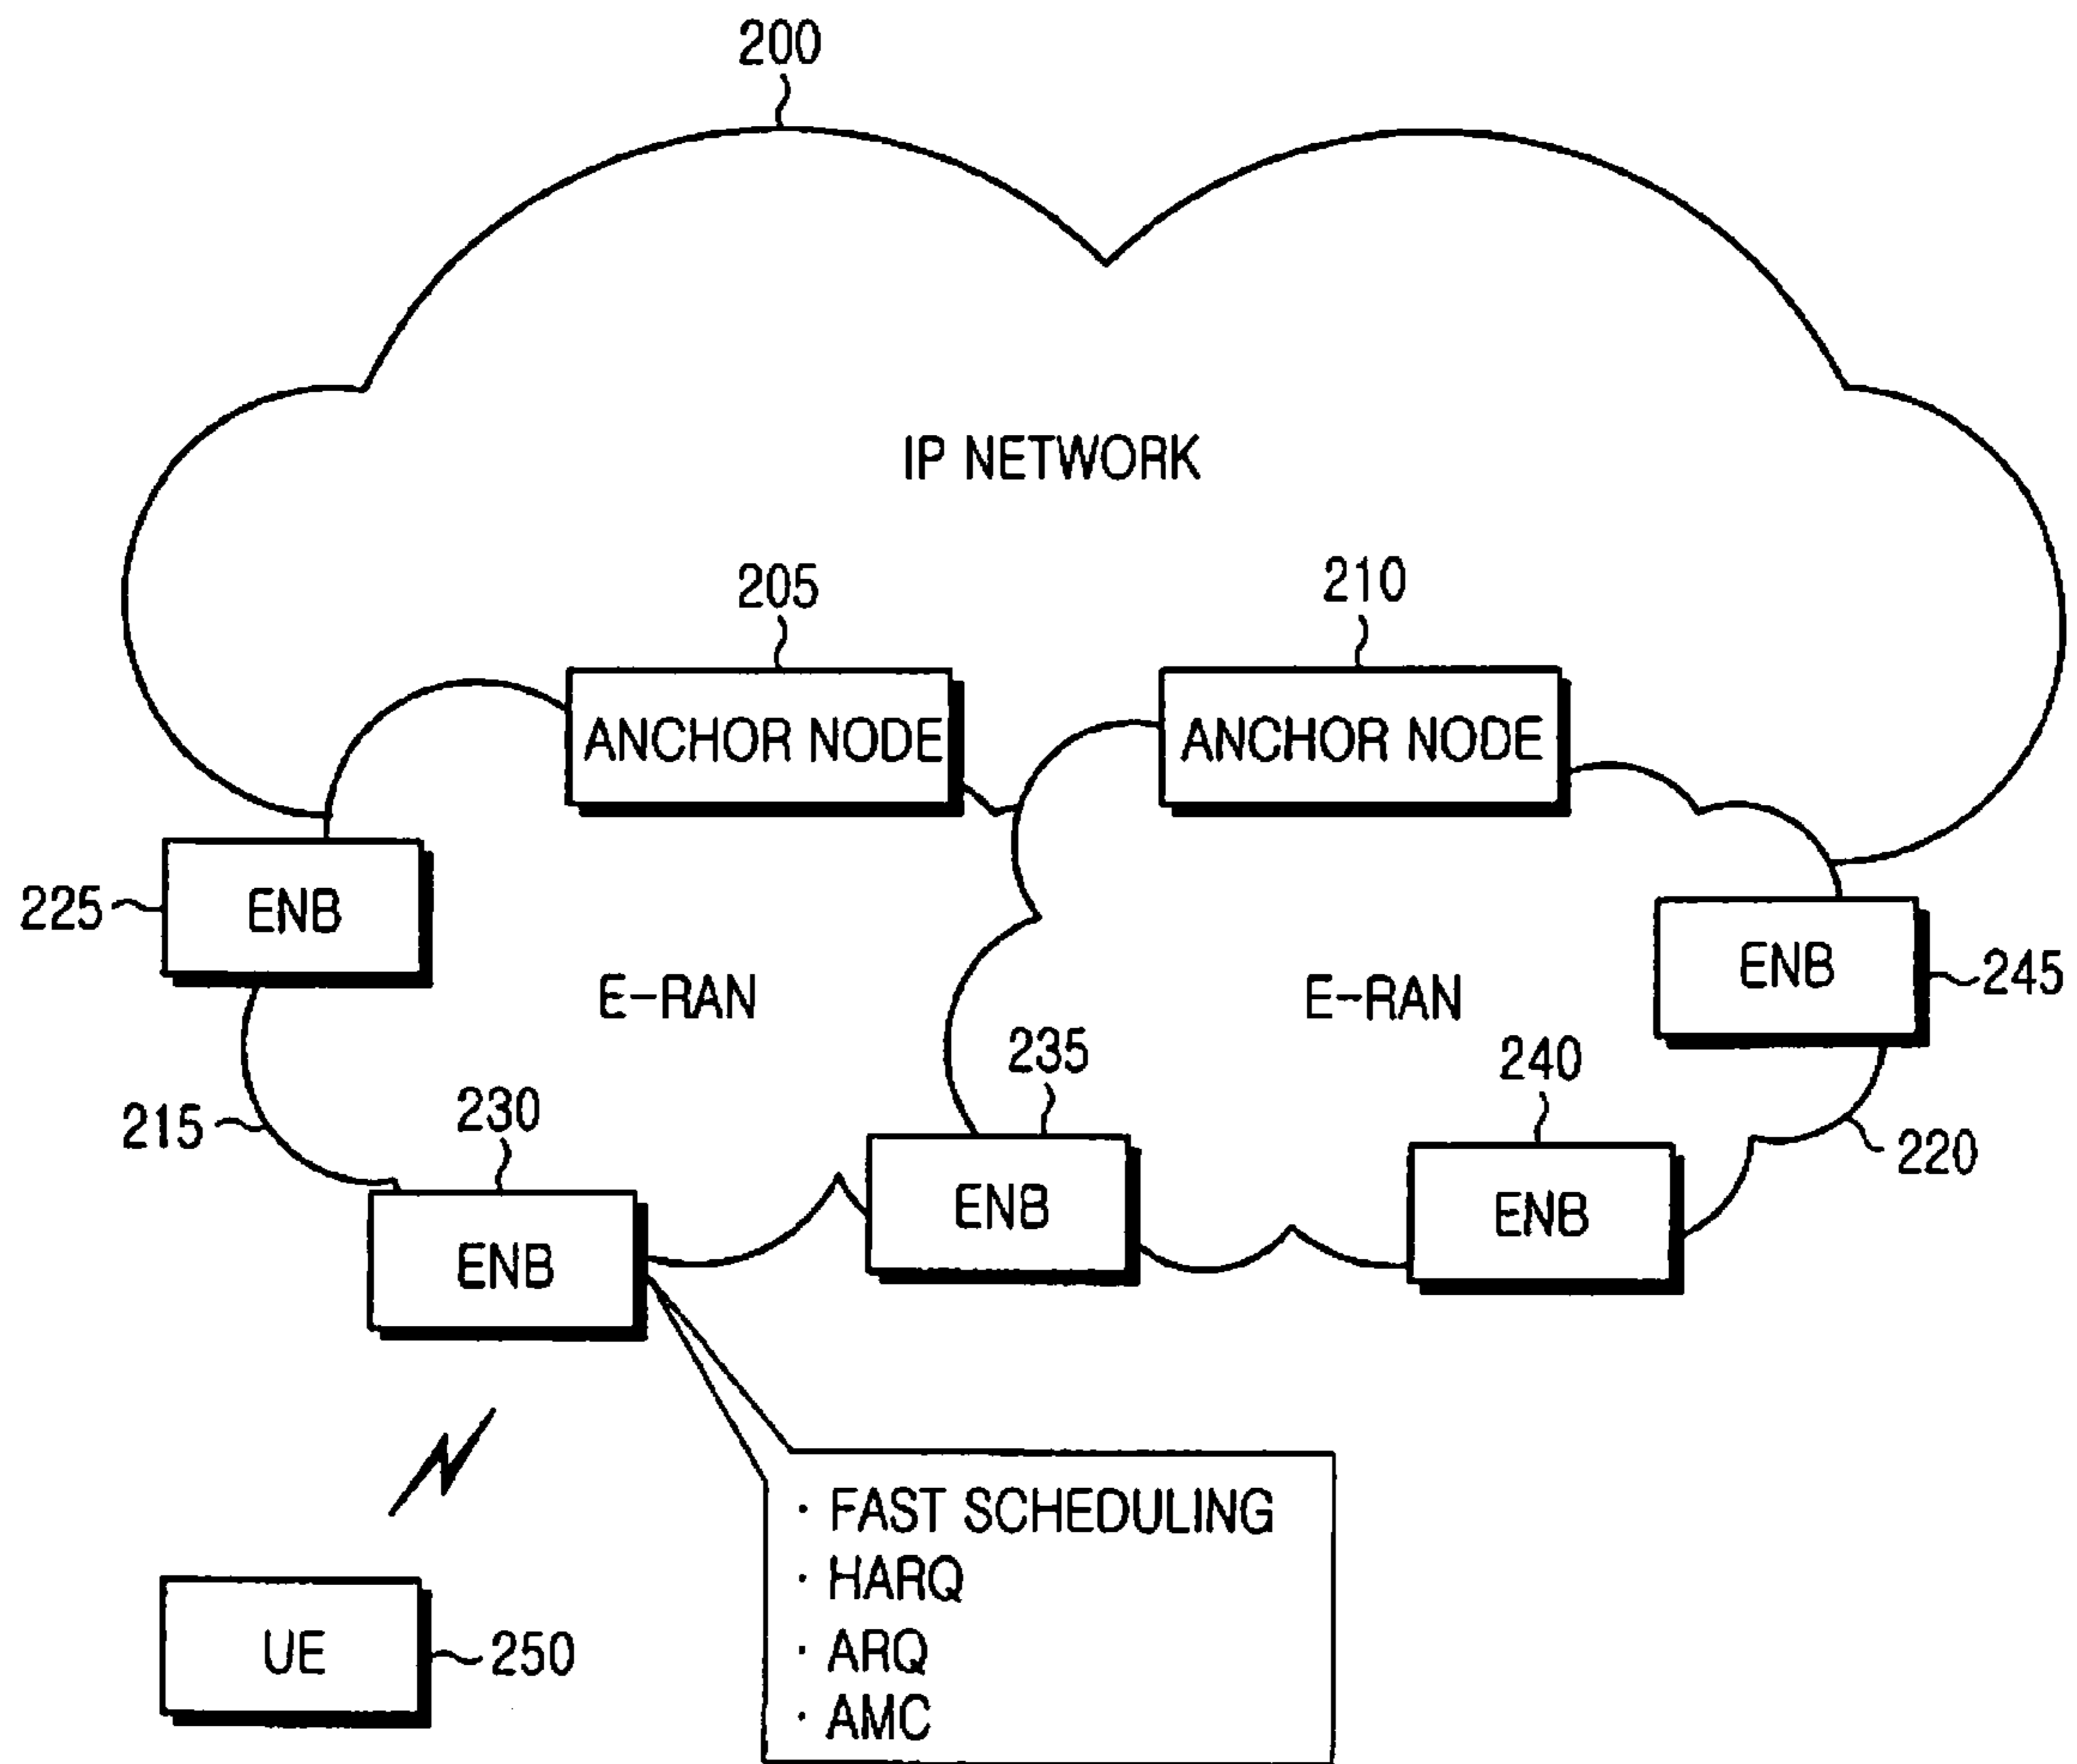 200
IP NETWORK
205
210
ANCHOR NODE
ANCHOR NODE
225
ENB
ENB
245
E-RAN
E-RAN
235
240
215
230
220
ENB
ENB
ENB
· FAST SCHEDULING
· HARQ
· ARQ
· AMC
UE
250